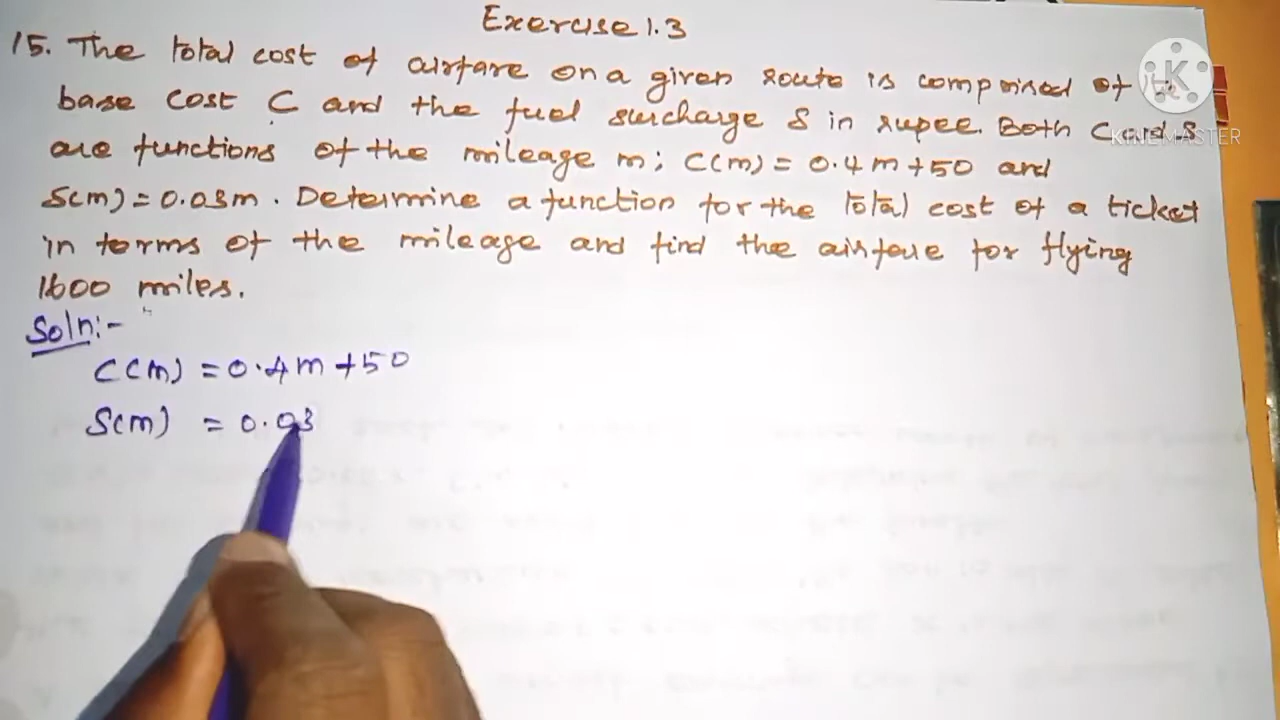 Exercise 1.3
15. The total cost of airfare on a given route is comprised of
base cost C and the fuel surcharge S in rupee. Both C and S
are functions of the mileage m; C(m) = 0.4m+50 and
S(m) = 0.03m. Determine a function for the total cost of a ticket
in terms of the mileage and find the airfare for flying
1600 miles.
Soln:-
C(m) = 0.4m+50
S(m) = 0.03
KINEMASTER